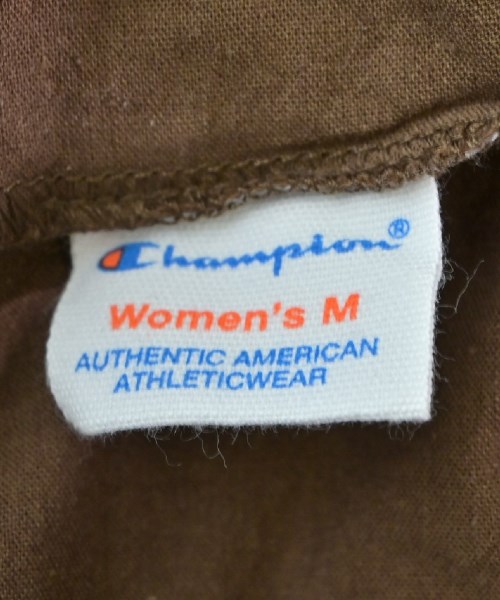 Champion®
Women's M
AUTHENTIC AMERICAN
ATHLETICWEAR